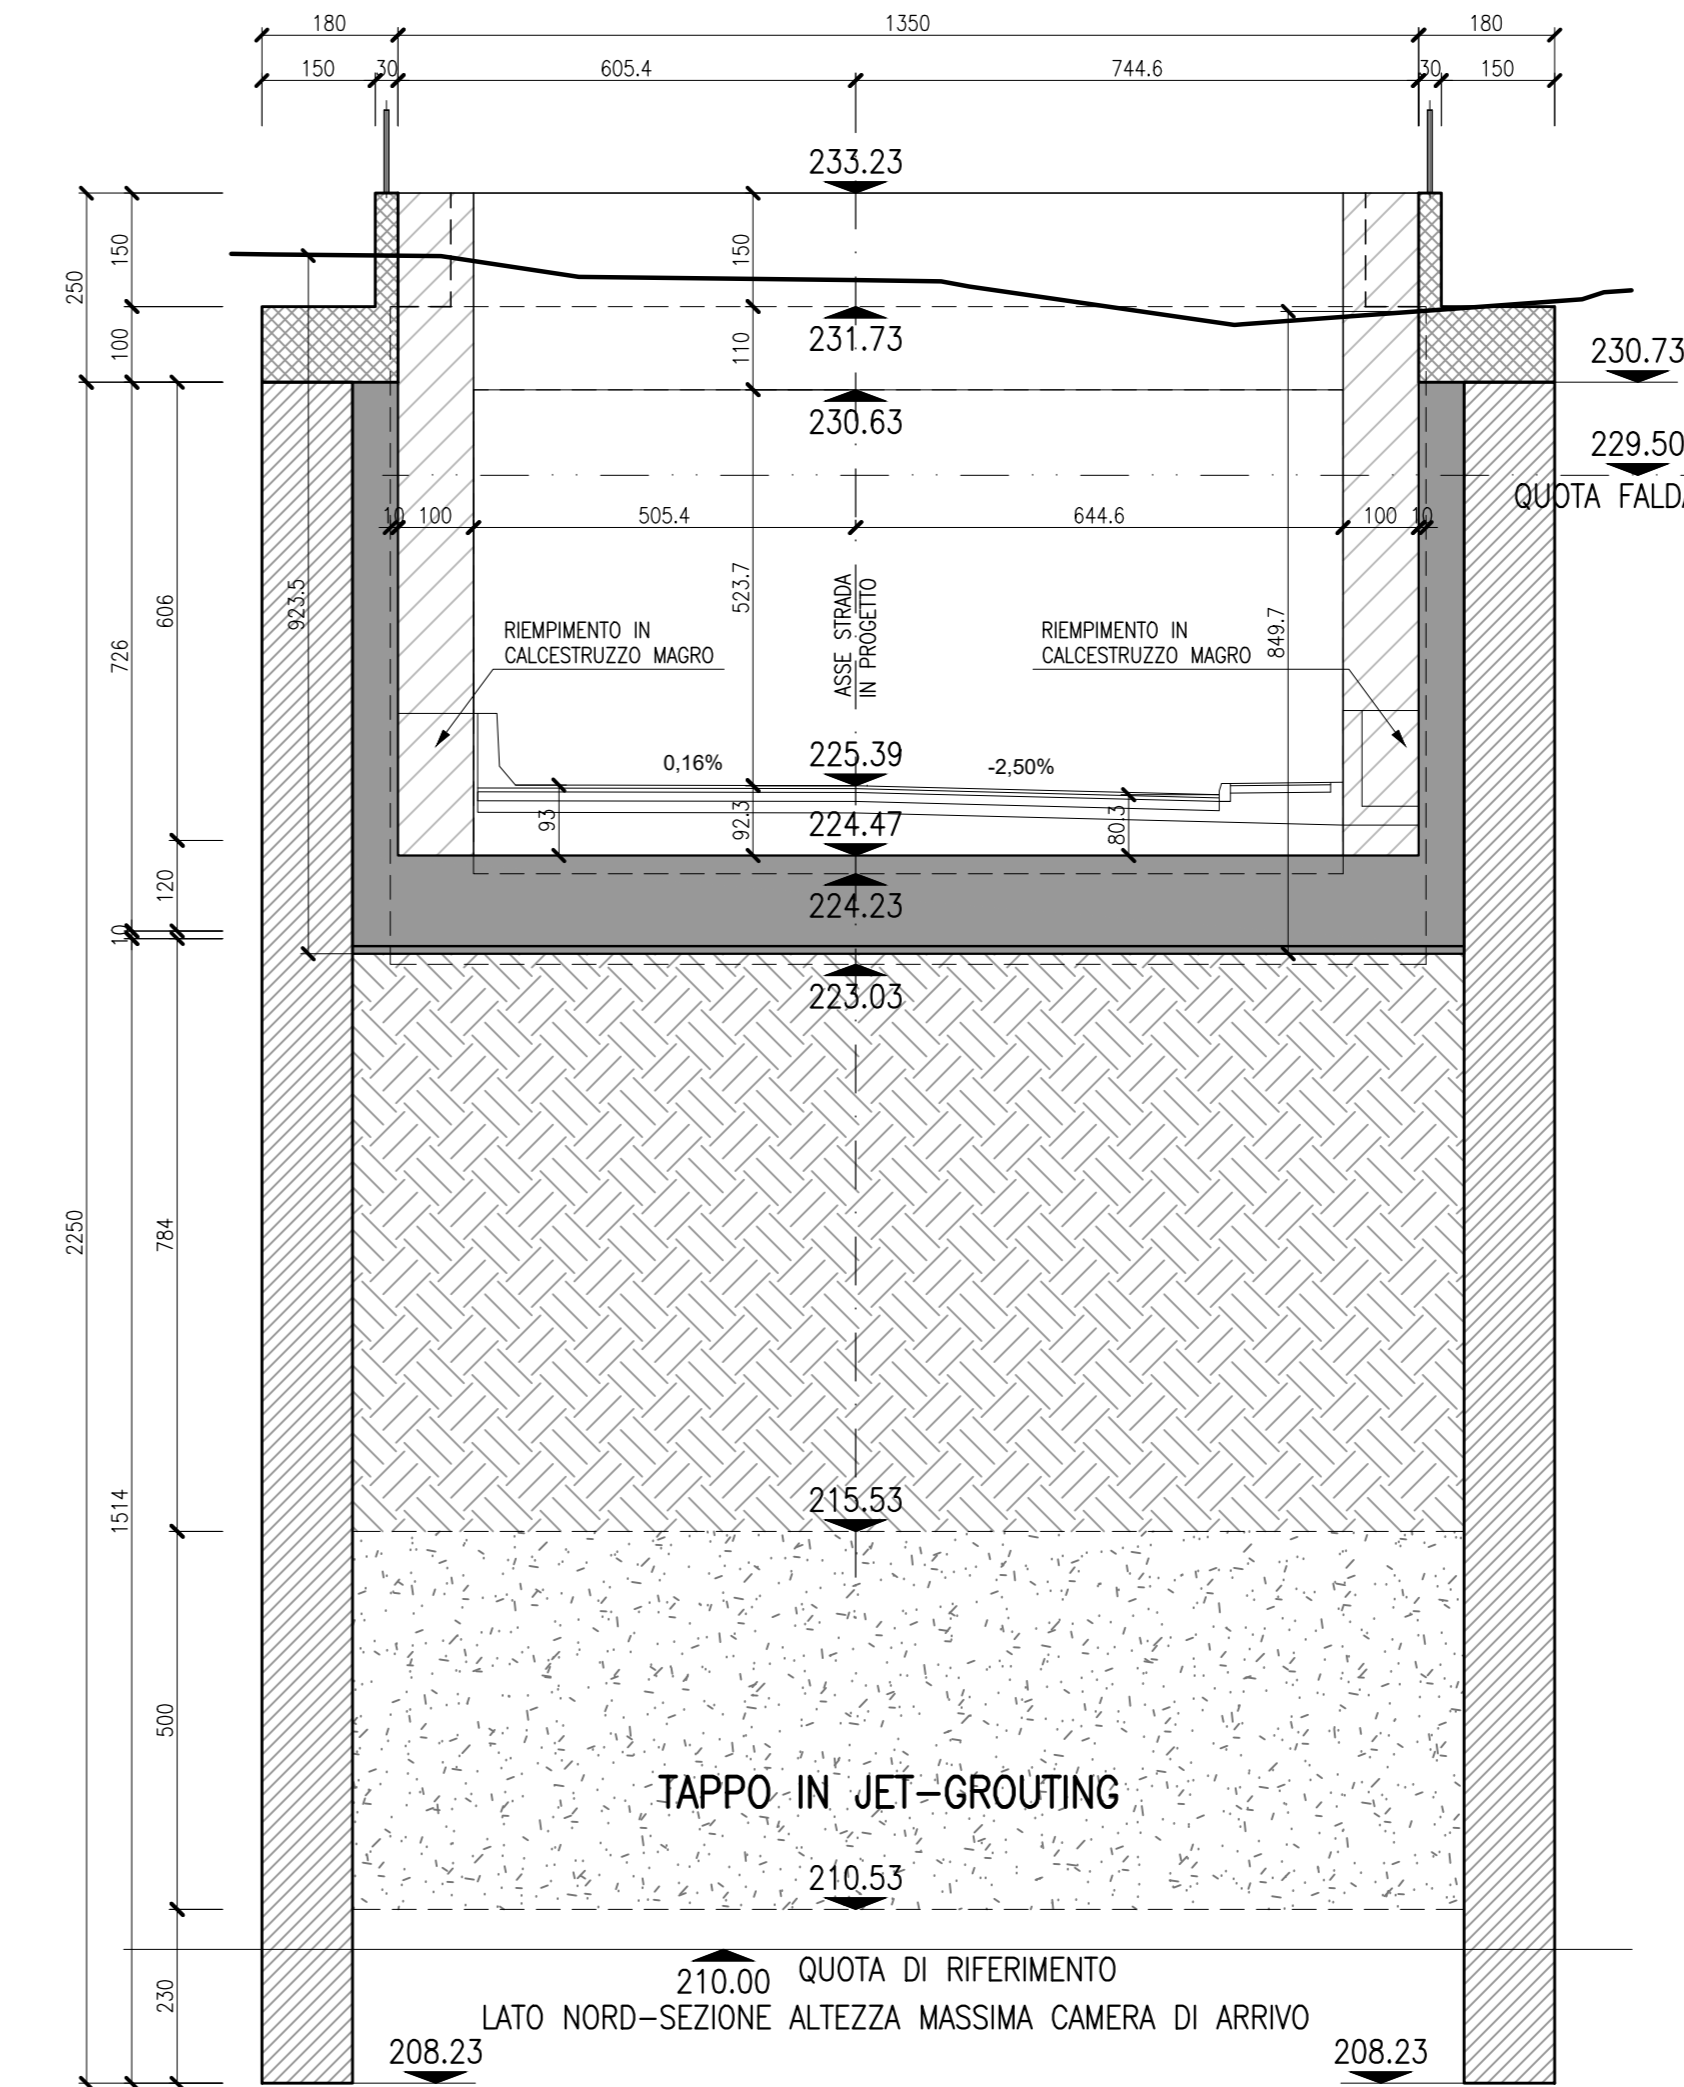 180 1350 180
150 30 605.4 744.6 30 150
233.23
150
150
250
231.73
100
110
230.73
230.63
229.50
QUOTA FALDA
10 100 505.4 644.6 100 10
923.5
606
523.7
ASSE STRADA
IN PROGETTO
849.7
726
RIEMPIMENTO IN
CALCESTRUZZO MAGRO
RIEMPIMENTO IN
CALCESTRUZZO MAGRO
225.39
0,16%
-2,50%
93
92.3
80.3
224.47
120
224.23
10
223.03
2250
784
1514
215.53
500
TAPPO IN JET-GROUTING
210.53
210.00 QUOTA DI RIFERIMENTO
230
LATO NORD-SEZIONE ALTEZZA MASSIMA CAMERA DI ARRIVO
208.23 208.23